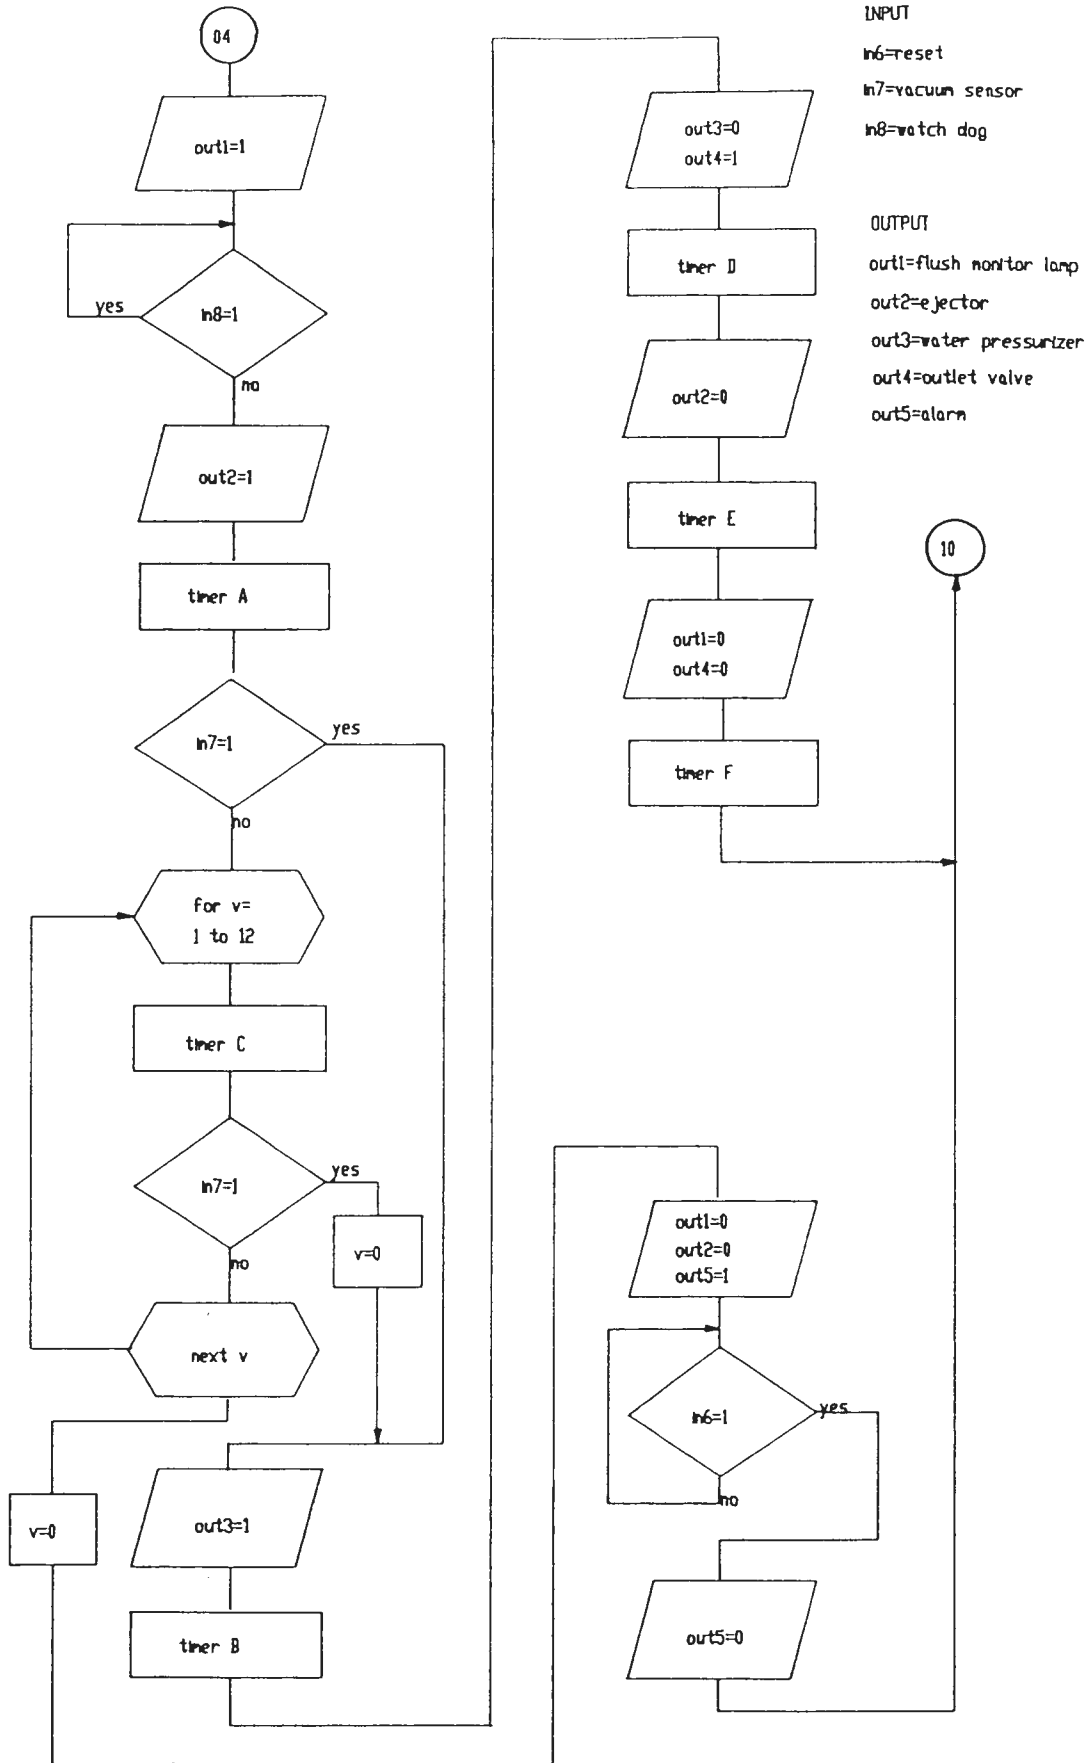 04
out1=1
in8=1
yes
no
out2=1
timer A
in7=1
yes
no
for v=
1 to 12
timer C
in7=1
yes
no
v=0
next v
v=0
out3=1
timer B
out3=0
out4=1
timer D
out2=0
timer E
out1=0
out4=0
timer F
10
out1=0
out2=0
out5=1
in6=1
yes
no
out5=0
INPUT
in6=reset
in7=vacuum sensor
in8=watch dog
OUTPUT
out1=flush monitor lamp
out2=ejector
out3=water pressurizer
out4=outlet valve
out5=alarm